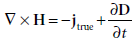 ∇ × H = −j_true + ∂D/∂t